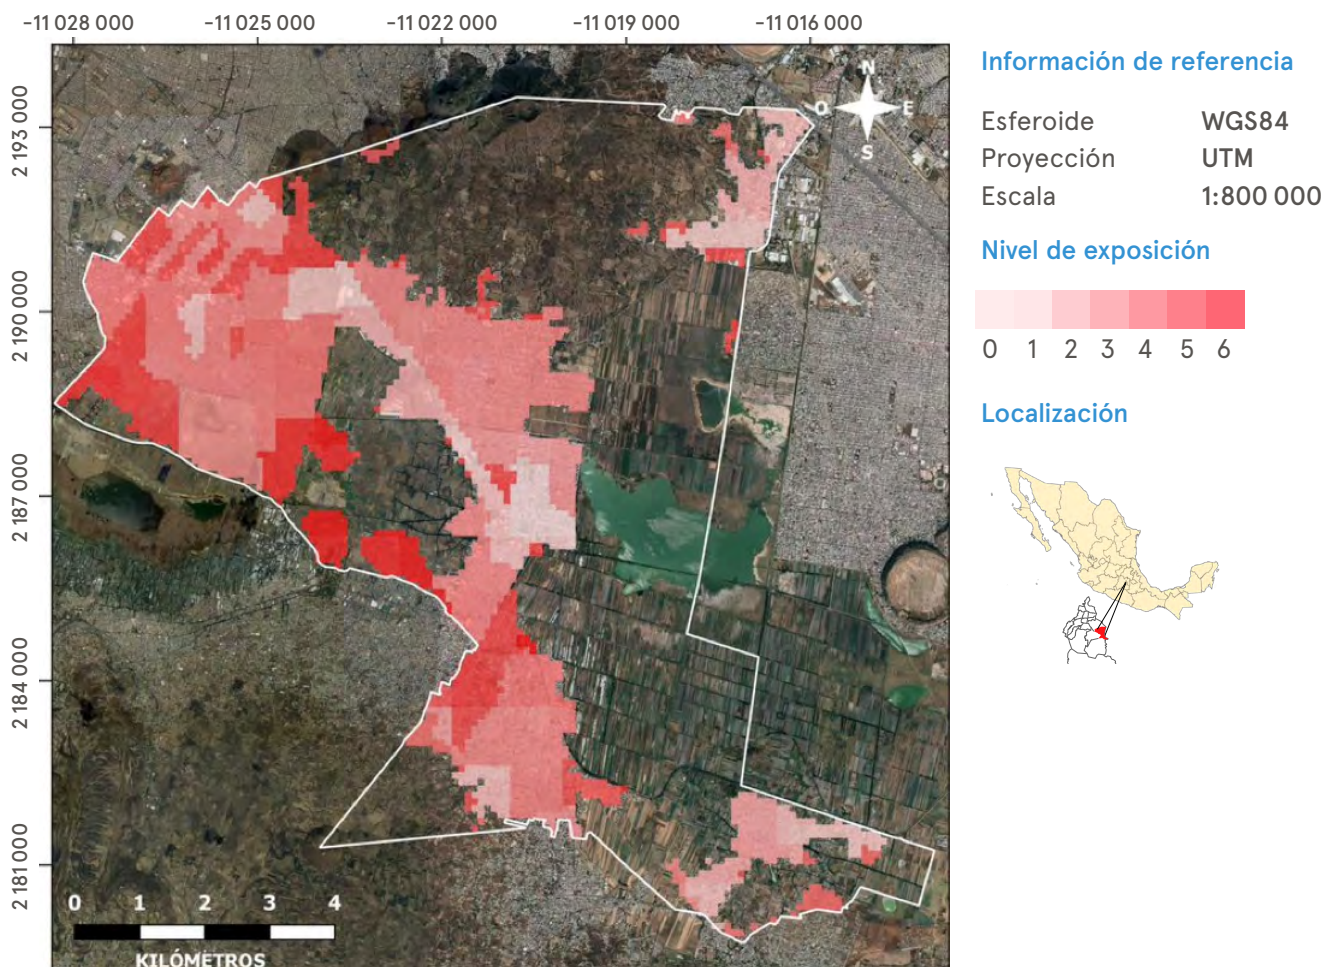 −11 028 000 −11 025 000 −11 022 000 −11 019 000 −11 016 000
2 193 000
2 190 000
2 187 000
2 184 000
2 181 000
N
O E
S
0 1 2 3 4
KILÓMETROS
Información de referencia
Esferoide WGS84
Proyección UTM
Escala 1:800 000
Nivel de exposición
0 1 2 3 4 5 6
Localización